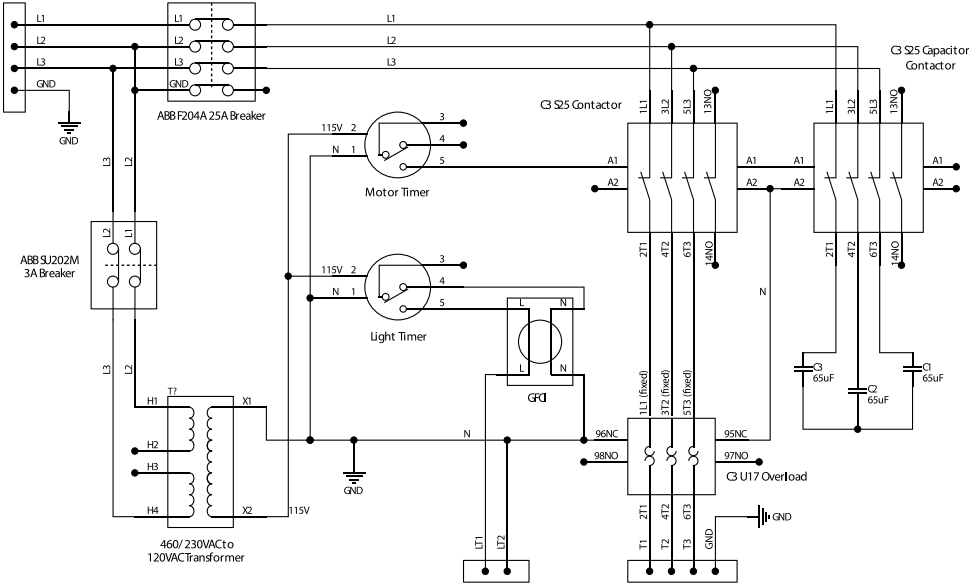 L1
L1
L1
L2
L2
L2
L3
L3
L3
GND
GND
GND
ABB F204A 25A Breaker
C3 S25 Capacitor
Contactor
C3 S25 Contactor
1L1
3L2
5L3
13NO
1L1
3L2
5L3
13NO
115V
2
N
1
3
4
5
Motor Timer
A1
A2
A1
A2
A1
A2
A1
A2
L3
L2
L2
L1
ABB SU202M
3A Breaker
2T1
4T2
6T3
14NO
2T1
4T2
6T3
14NO
115V
2
N
1
3
4
5
Light Timer
L
N
L
N
GFCI
N
L3
L2
C3
65uF
C2
65uF
C1
65uF
T?
H1
H2
H3
H4
X1
X2
115V
460/ 230VAC to
120VAC Transformer
N
GND
1L1 (fixed)
3T2 (fixed)
5T3 (fixed)
96NC
98NO
95NC
97NO
C3 U17 Overload
2T1
4T2
6T3
GND
LT1
LT2
T1
T2
T3
GND